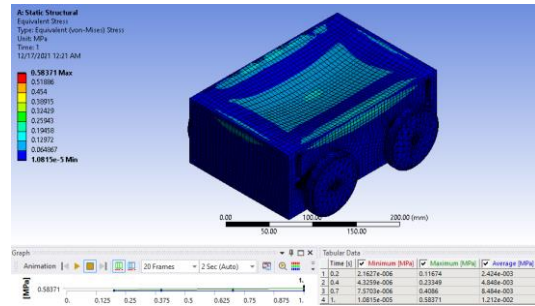 A: Static Structural
Equivalent Stress
Type: Equivalent (von-Mises) Stress
Unit: MPa
Time: 1
12/17/2021 12:21 AM
0.58371 Max
0.51886
0.454
0.38915
0.32429
0.25943
0.19458
0.12972
0.064867
1.0815e-5 Min
0.00 100.00 200.00 (mm)
50.00 150.00
Graph
Animation 20 Frames 2 Sec (Auto)
1.
[MPa] 0.58371
0. 0.125 0.25 0.375 0.5 0.625 0.75 0.875 1.
Tabular Data
Time [s] Minimum [MPa] Maximum [MPa] Average [MPa]
1 0.2 2.1627e-006 0.11674 2.424e-003
2 0.4 4.3259e-006 0.23349 4.848e-003
3 0.7 7.5703e-006 0.4086 8.484e-003
4 1. 1.0815e-005 0.58371 1.212e-002